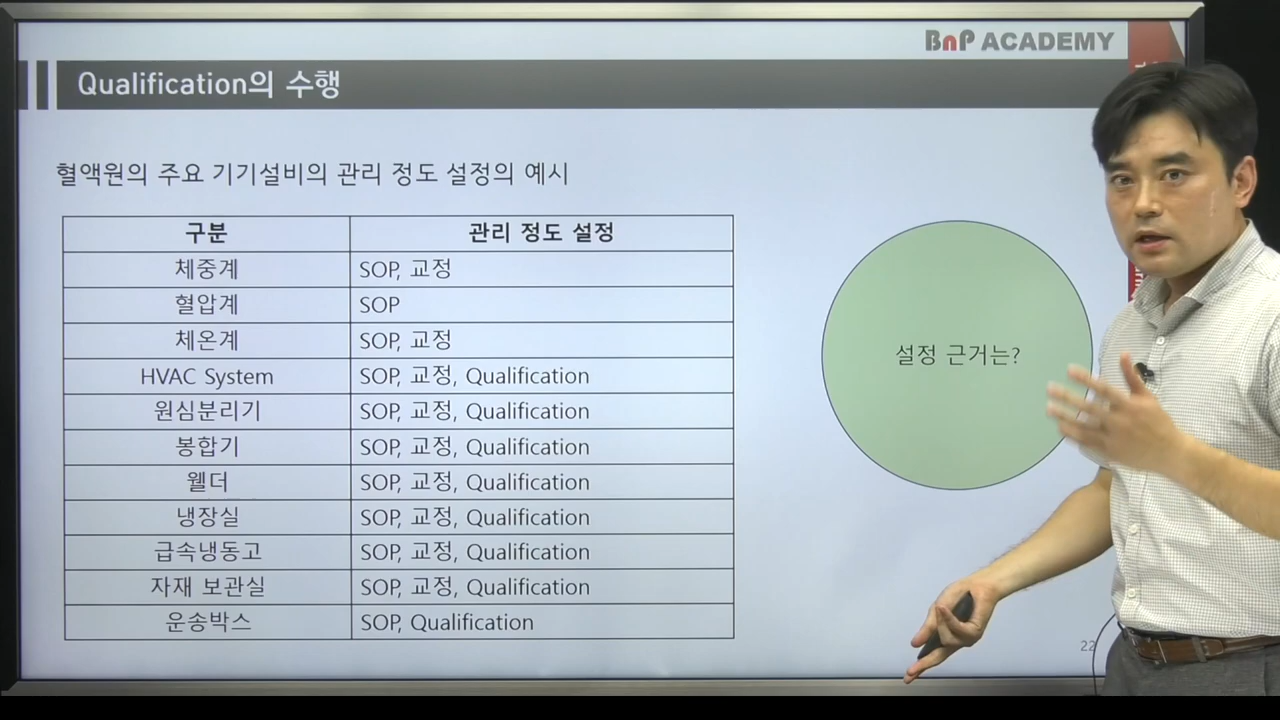 BnP ACADEMY
Qualification의 수행
혈액원의 주요 기기설비의 관리 정도 설정의 예시
구분 관리 정도 설정
체중계 SOP, 교정
혈압계 SOP
체온계 SOP, 교정
HVAC System SOP, 교정, Qualification
원심분리기 SOP, 교정, Qualification
봉합기 SOP, 교정, Qualification
웰더 SOP, 교정, Qualification
냉장실 SOP, 교정, Qualification
급속냉동고 SOP, 교정, Qualification
자재 보관실 SOP, 교정, Qualification
운송박스 SOP, Qualification
설정 근거는?
22